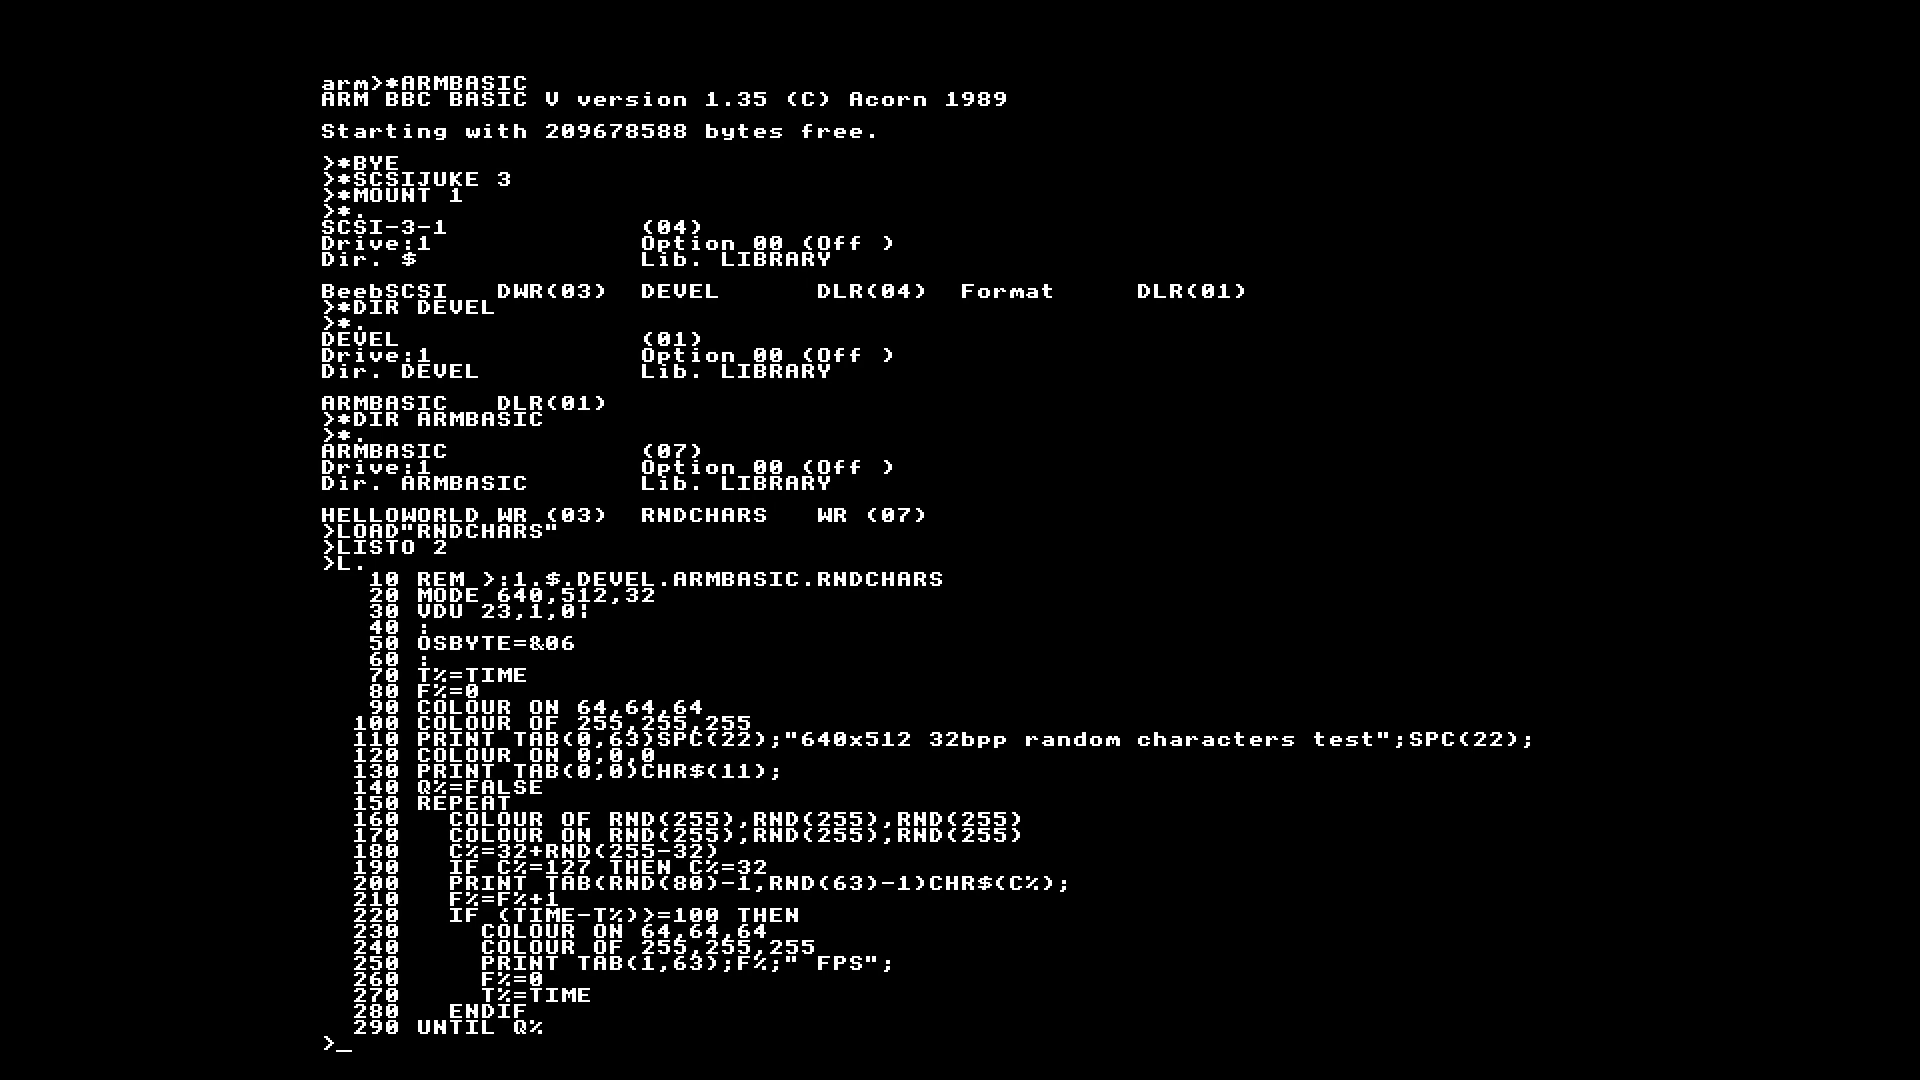 arm>*ARMBASIC
ARM BBC BASIC V version 1.35 (C) Acorn 1989
Starting with 209678588 bytes free.
>*BYE
>*SCSIJUKE 3
>*MOUNT 1
>*.
SCSI-3-1            (04)
Drive:1             Option 00 (Off )
Dir. $              Lib. LIBRARY
BeebSCSI   DWR(03)  DEVEL      DLR(04)  Format     DLR(01)
>*DIR DEVEL
>*.
DEVEL               (01)
Drive:1             Option 00 (Off )
Dir. DEVEL          Lib. LIBRARY
ARMBASIC   DLR(01)
>*DIR ARMBASIC
>*.
ARMBASIC            (07)
Drive:1             Option 00 (Off )
Dir. ARMBASIC       Lib. LIBRARY
HELLOWORLD WR (03)  RNDCHARS   WR (07)
>LOAD"RNDCHARS"
>LISTO 2
>L.
   10 REM >:1.$.DEVEL.ARMBASIC.RNDCHARS
   20 MODE 640,512,32
   30 VDU 23,1,0|
   40 :
   50 OSBYTE=&06
   60 :
   70 T%=TIME
   80 F%=0
   90 COLOUR ON 64,64,64
  100 COLOUR OF 255,255,255
  110 PRINT TAB(0,63)SPC(22);"640x512 32bpp random characters test";SPC(22);
  120 COLOUR ON 0,0,0
  130 PRINT TAB(0,0)CHR$(11);
  140 Q%=FALSE
  150 REPEAT
  160   COLOUR OF RND(255),RND(255),RND(255)
  170   COLOUR ON RND(255),RND(255),RND(255)
  180   C%=32+RND(255-32)
  190   IF C%=127 THEN C%=32
  200   PRINT TAB(RND(80)-1,RND(63)-1)CHR$(C%);
  210   F%=F%+1
  220   IF (TIME-T%)>=100 THEN
  230     COLOUR ON 64,64,64
  240     COLOUR OF 255,255,255
  250     PRINT TAB(1,63);F%;" FPS";
  260     F%=0
  270     T%=TIME
  280   ENDIF
  290 UNTIL Q%
>_